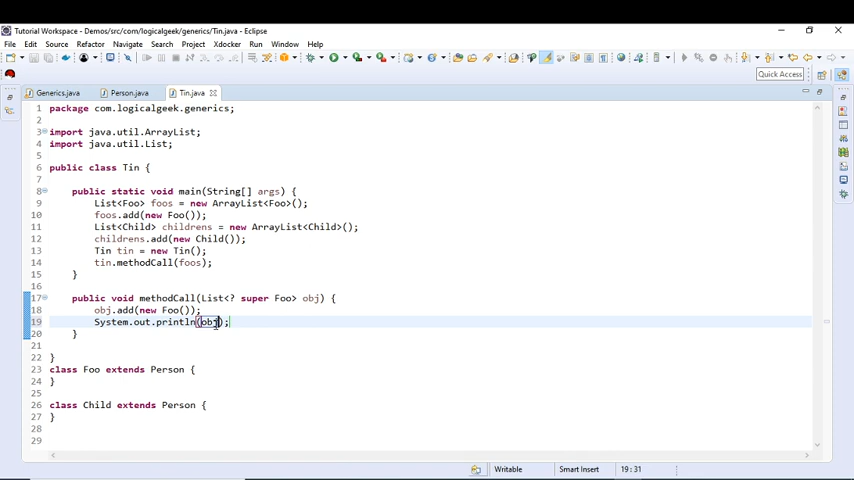 Tutorial Workspace - Demos/src/com/logicalgeek/generics/Tin.java - Eclipse
File Edit Source Refactor Navigate Search Project Xdocker Run Window Help
Quick Access
Generics.java Person.java Tin.java
1 package com.logicalgeek.generics;
2
3 import java.util.ArrayList;
4 import java.util.List;
5
6 public class Tin {
7
8 public static void main(String[] args) {
9 List<Foo> foos = new ArrayList<Foo>();
10 foos.add(new Foo());
11 List<Child> childrens = new ArrayList<Child>();
12 childrens.add(new Child());
13 Tin tin = new Tin();
14 tin.methodCall(foos);
15 }
16
17 public void methodCall(List<? super Foo> obj) {
18 obj.add(new Foo());
19 System.out.println(obj);
20 }
21
22 }
23 class Foo extends Person {
24 }
25
26 class Child extends Person {
27 }
28
29
Writable Smart Insert 19 : 31